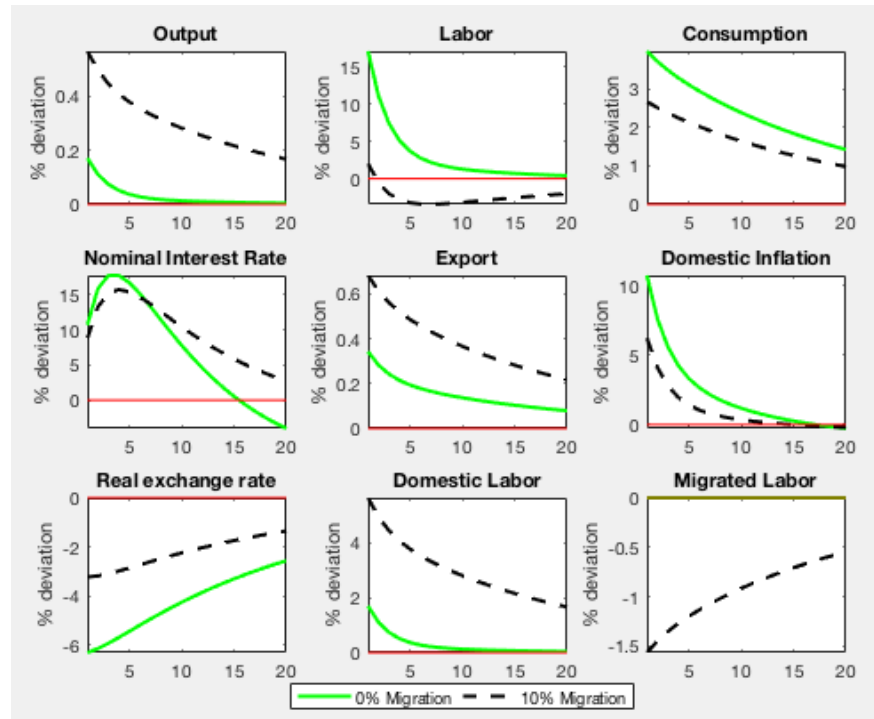 Output
% deviation
0.4
0.2
0
5 10 15 20
Labor
% deviation
15
10
5
0
5 10 15 20
Consumption
% deviation
3
2
1
0
5 10 15 20
Nominal Interest Rate
% deviation
15
10
5
0
5 10 15 20
Export
% deviation
0.6
0.4
0.2
0
5 10 15 20
Domestic Inflation
% deviation
10
5
0
5 10 15 20
Real exchange rate
% deviation
0
-2
-4
-6
5 10 15 20
Domestic Labor
% deviation
4
2
0
5 10 15 20
Migrated Labor
% deviation
0
-0.5
-1
-1.5
5 10 15 20
0% Migration 10% Migration